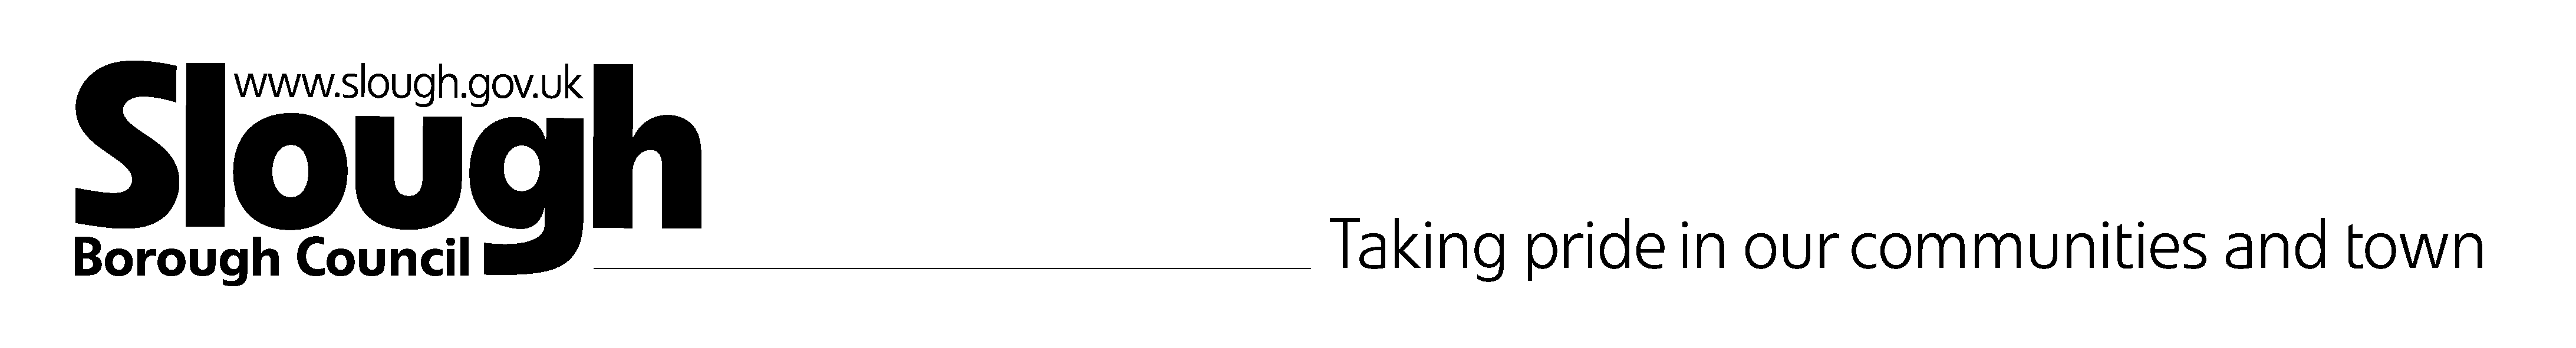 www.slough.gov.uk
Slough
Borough Council
Taking pride in our communities and town